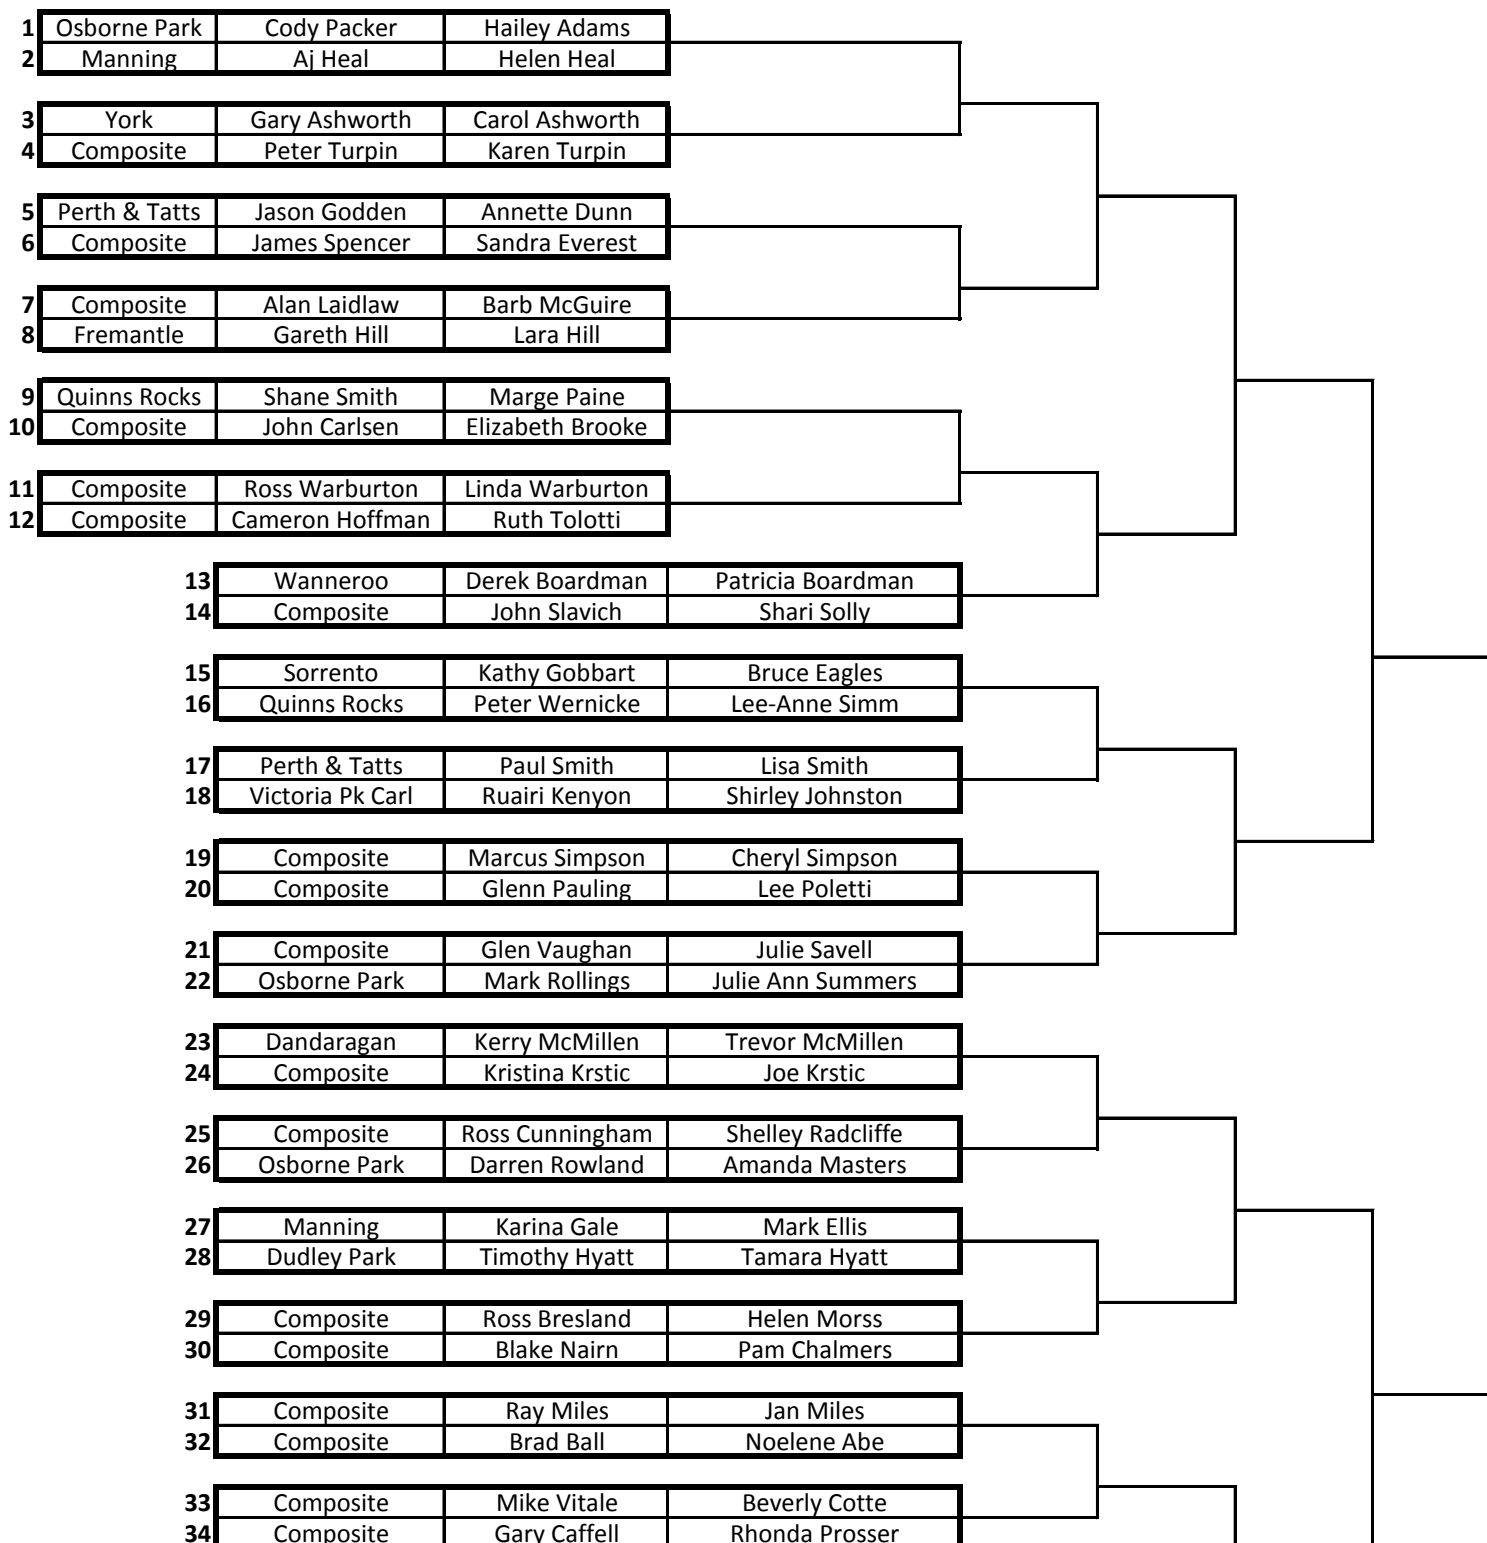 1 Osborne Park Cody Packer Hailey Adams
2 Manning Aj Heal Helen Heal
3 York Gary Ashworth Carol Ashworth
4 Composite Peter Turpin Karen Turpin
5 Perth & Tatts Jason Godden Annette Dunn
6 Composite James Spencer Sandra Everest
7 Composite Alan Laidlaw Barb McGuire
8 Fremantle Gareth Hill Lara Hill
9 Quinns Rocks Shane Smith Marge Paine
10 Composite John Carlsen Elizabeth Brooke
11 Composite Ross Warburton Linda Warburton
12 Composite Cameron Hoffman Ruth Tolotti
13 Wanneroo Derek Boardman Patricia Boardman
14 Composite John Slavich Shari Solly
15 Sorrento Kathy Gobbart Bruce Eagles
16 Quinns Rocks Peter Wernicke Lee-Anne Simm
17 Perth & Tatts Paul Smith Lisa Smith
18 Victoria Pk Carl Ruairi Kenyon Shirley Johnston
19 Composite Marcus Simpson Cheryl Simpson
20 Composite Glenn Pauling Lee Poletti
21 Composite Glen Vaughan Julie Savell
22 Osborne Park Mark Rollings Julie Ann Summers
23 Dandaragan Kerry McMillen Trevor McMillen
24 Composite Kristina Krstic Joe Krstic
25 Composite Ross Cunningham Shelley Radcliffe
26 Osborne Park Darren Rowland Amanda Masters
27 Manning Karina Gale Mark Ellis
28 Dudley Park Timothy Hyatt Tamara Hyatt
29 Composite Ross Bresland Helen Morss
30 Composite Blake Nairn Pam Chalmers
31 Composite Ray Miles Jan Miles
32 Composite Brad Ball Noelene Abe
33 Composite Mike Vitale Beverly Cotte
34 Composite Gary Caffell Rhonda Prosser